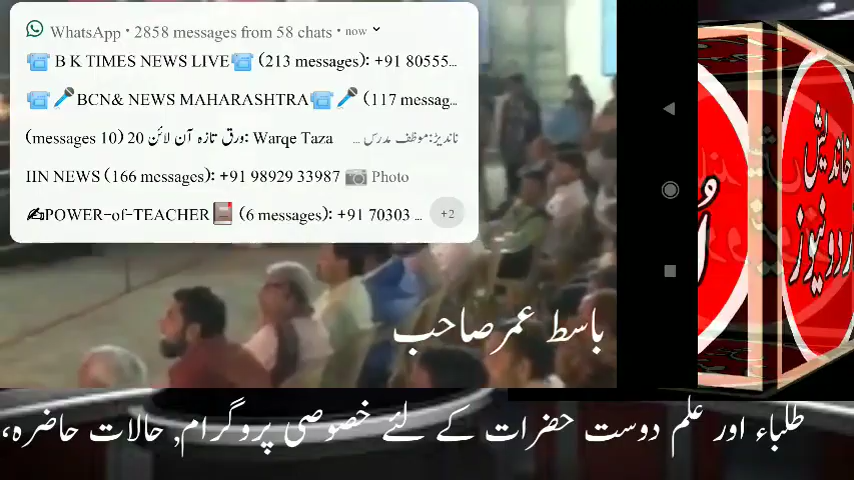 WhatsApp • 2858 messages from 58 chats • now
B K TIMES NEWS LIVE (213 messages): +91 80555...
BCN& NEWS MAHARASHTRA (117 messag...
(messages 10) ورق تازہ آن لائن 20: Warqe Taza ناندیڑ:موظف مدرس ...
IIN NEWS (166 messages): +91 98929 33987 Photo
POWER-of-TEACHER (6 messages): +91 70303 ... +2
خاندیش
اردو نیوز
باسط عمر صاحب
طلباء اور علم دوست حضرات کے لئے خصوصی پروگرام, حالات حاضرہ،